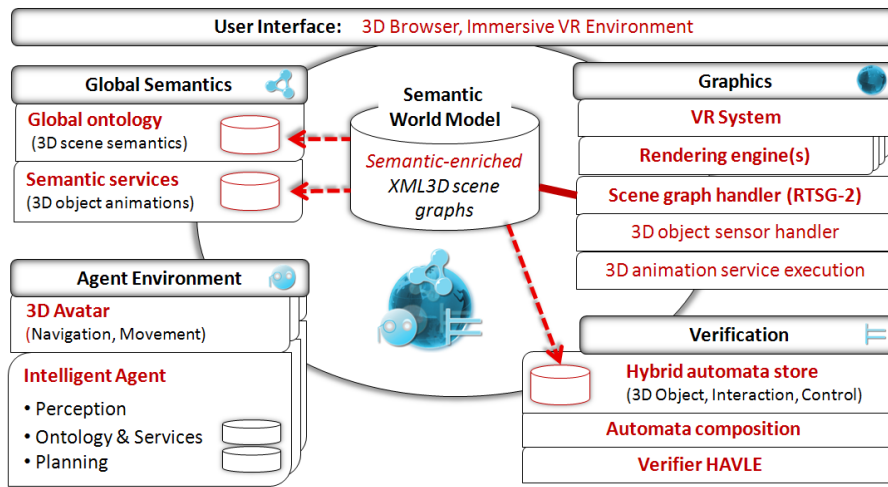 User Interface: 3D Browser, Immersive VR Environment
Global Semantics
Global ontology
(3D scene semantics)
Semantic services
(3D object animations)
Semantic
World Model
Semantic-enriched
XML3D scene
graphs
Graphics
VR System
Rendering engine(s)
Scene graph handler (RTSG-2)
3D object sensor handler
3D animation service execution
Agent Environment
3D Avatar
(Navigation, Movement)
Intelligent Agent
• Perception
• Ontology & Services
• Planning
Verification
Hybrid automata store
(3D Object, Interaction, Control)
Automata composition
Verifier HAVLE